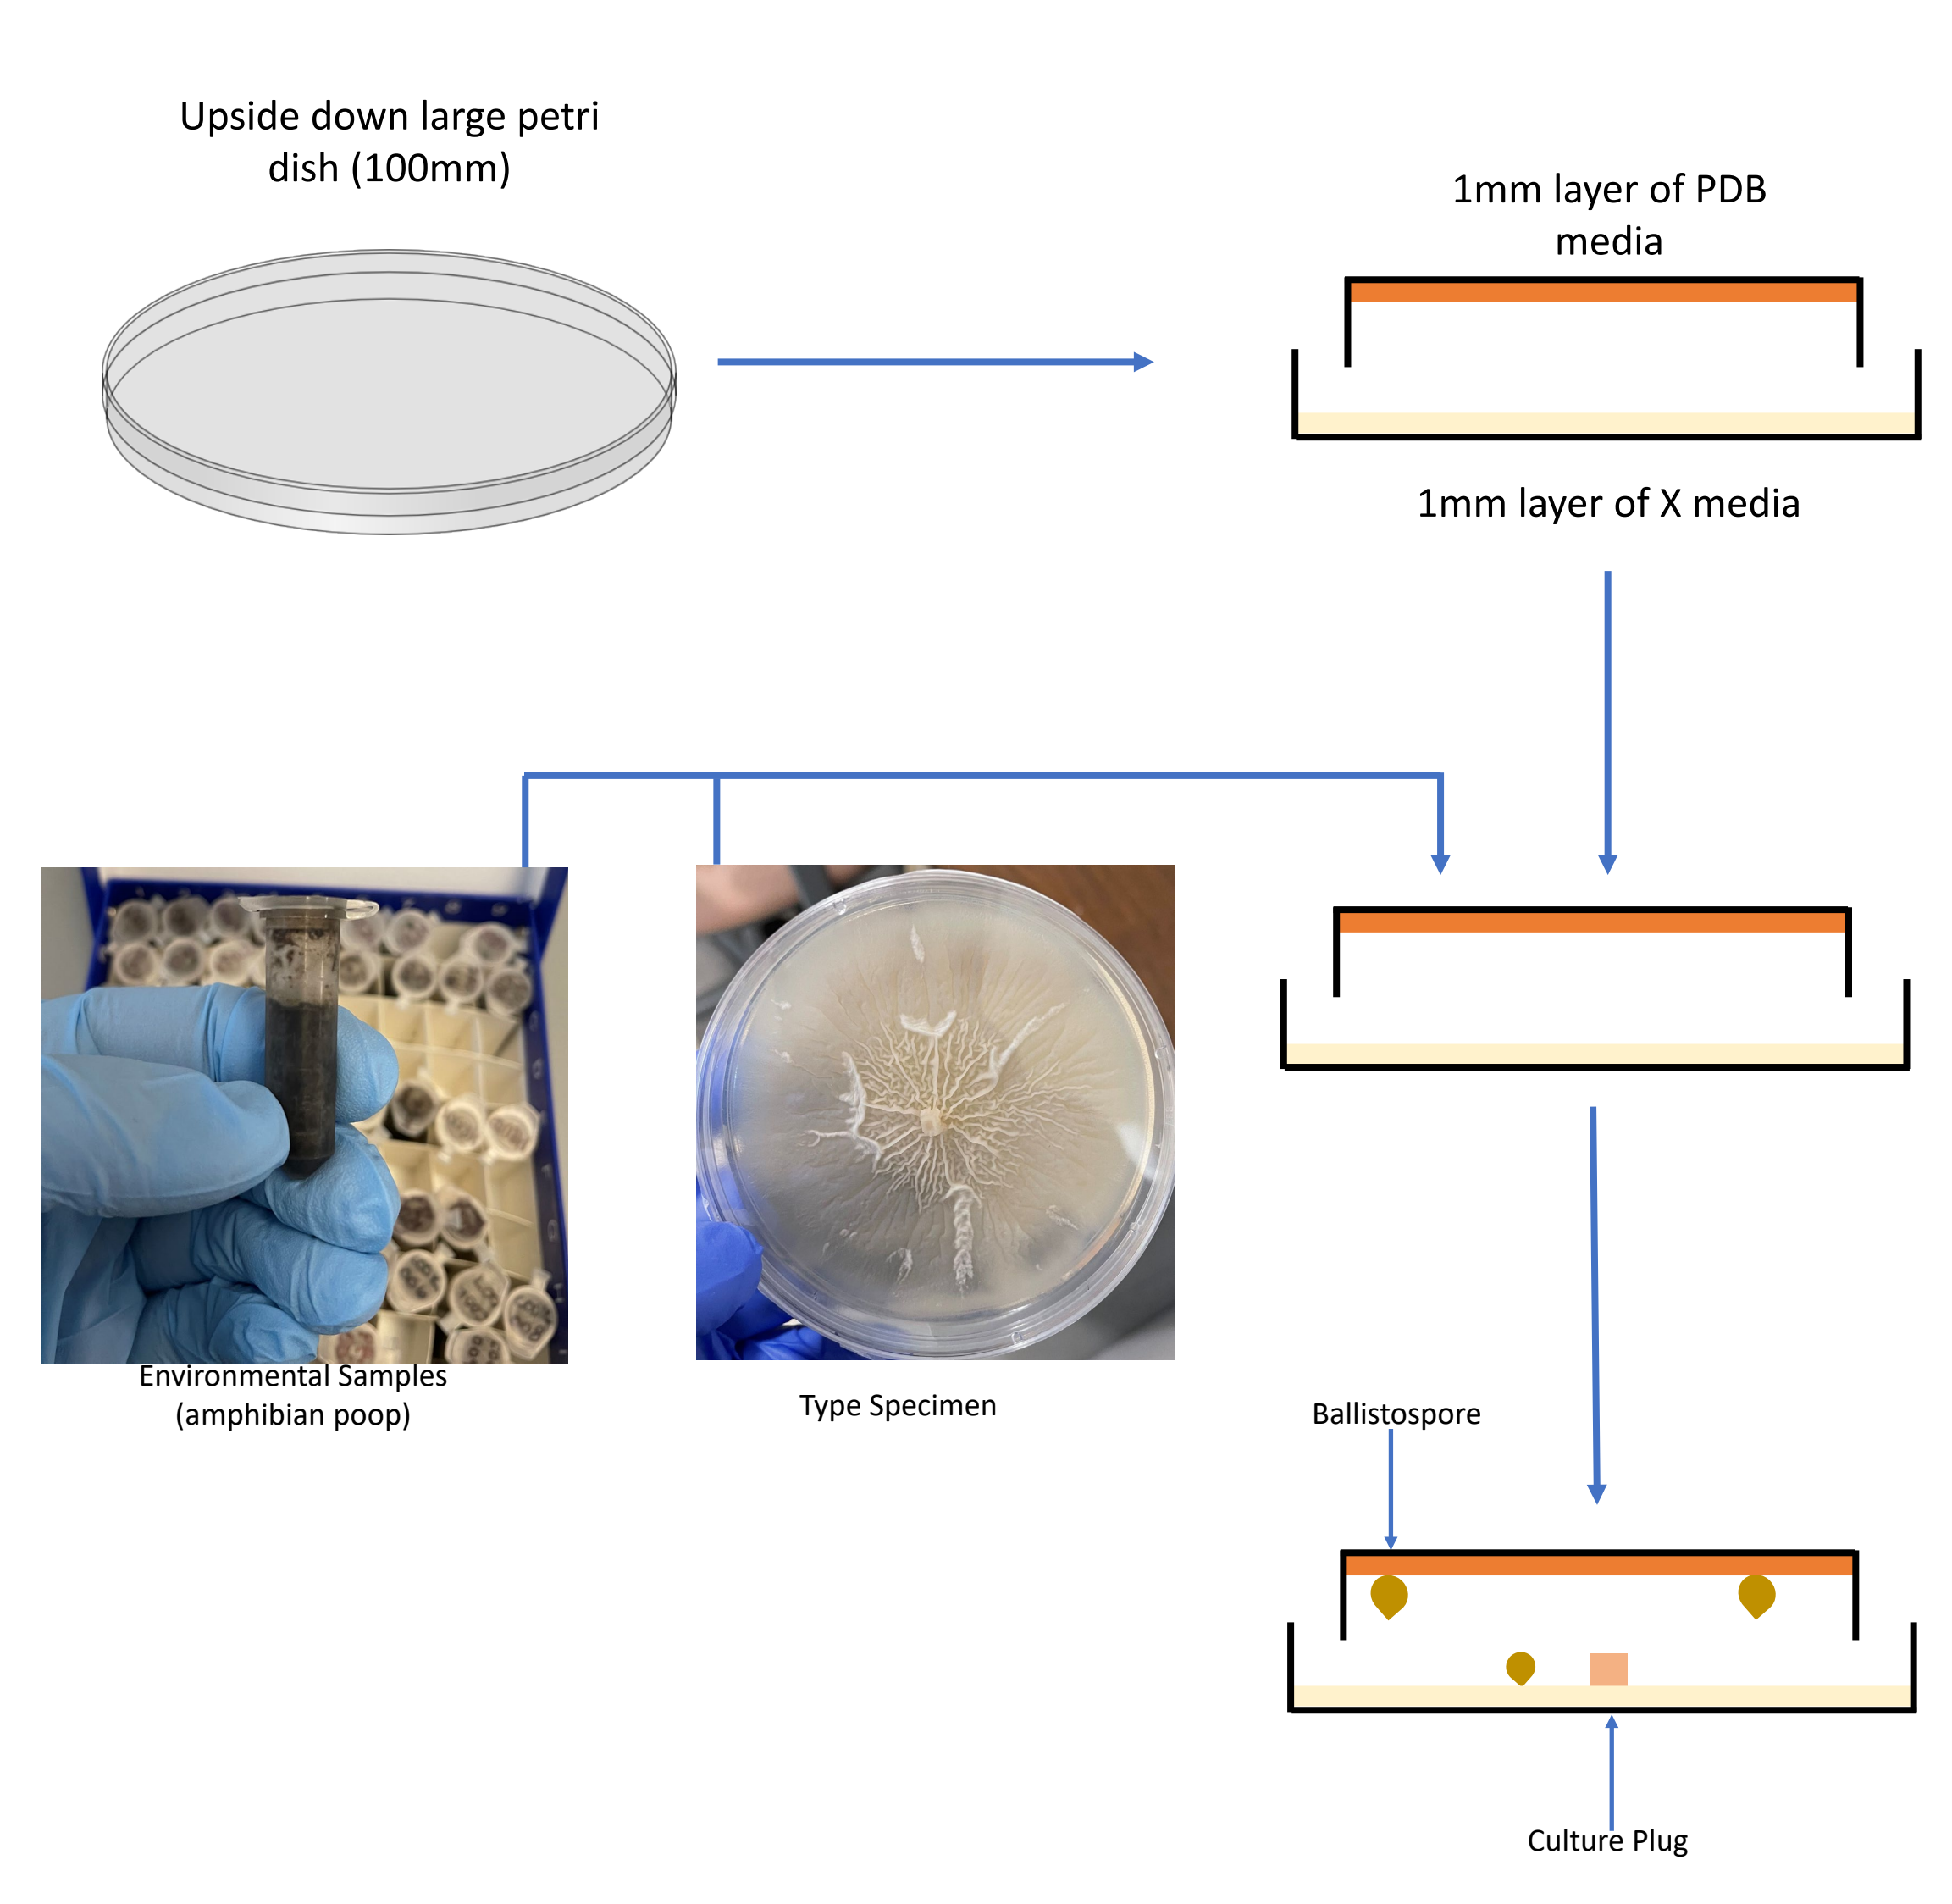 Upside down large petri
dish (100mm)
1mm layer of PDB
media
1mm layer of X media
Environmental Samples
(amphibian poop)
Type Specimen
Ballistospore
Culture Plug